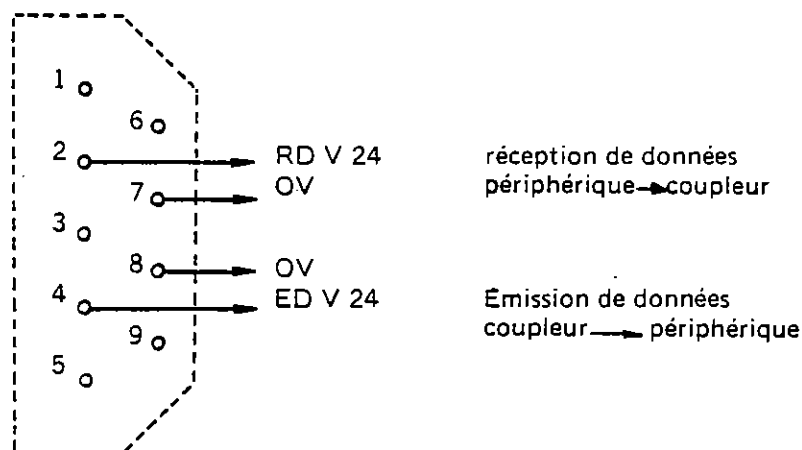 1
6
2 RD V 24 réception de données
7 OV périphérique coupleur
3
8 OV
4 ED V 24 Émission de données
9 coupleur périphérique
5